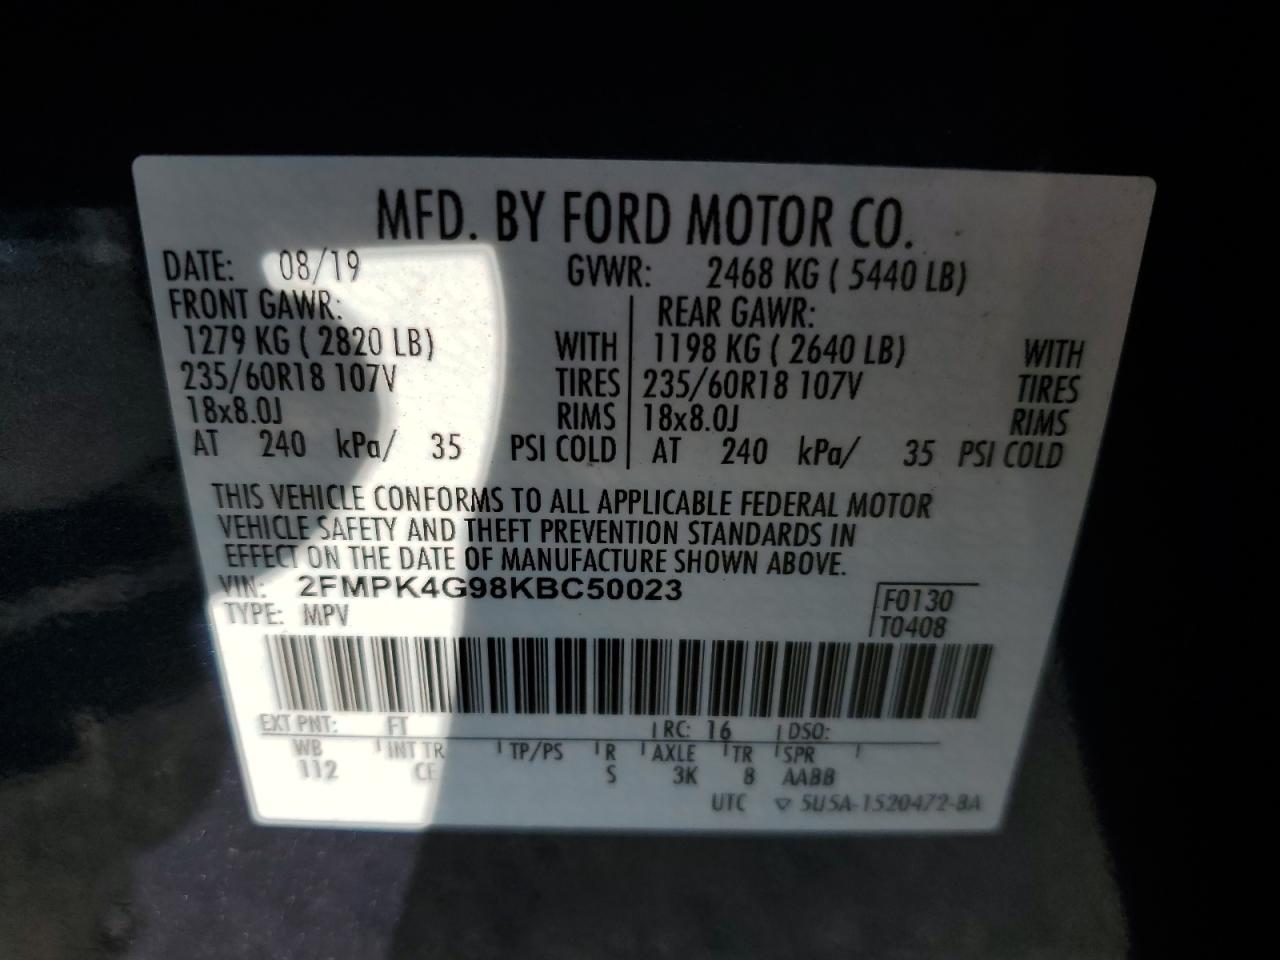 MFD. BY FORD MOTOR CO.
DATE: 08/19 GVWR: 2468 KG ( 5440 LB)
FRONT GAWR: REAR GAWR:
1279 KG ( 2820 LB) WITH 1198 KG ( 2640 LB) WITH
235/60R18 107V TIRES 235/60R18 107V TIRES
18x8.0J RIMS 18x8.0J RIMS
AT 240 kPa/ 35 PSI COLD AT 240 kPa/ 35 PSI COLD
THIS VEHICLE CONFORMS TO ALL APPLICABLE FEDERAL MOTOR
VEHICLE SAFETY AND THEFT PREVENTION STANDARDS IN
EFFECT ON THE DATE OF MANUFACTURE SHOWN ABOVE.
VIN: 2FMPK4G98KBC50023 F0130
TYPE: MPV T0408
EXT PNT: FT RC: 16 DSO:
WB INT TR TP/PS R AXLE TR SPR
112 CE S 3K 8 AABB
UTC ▽ 5U5A-1520472-BA